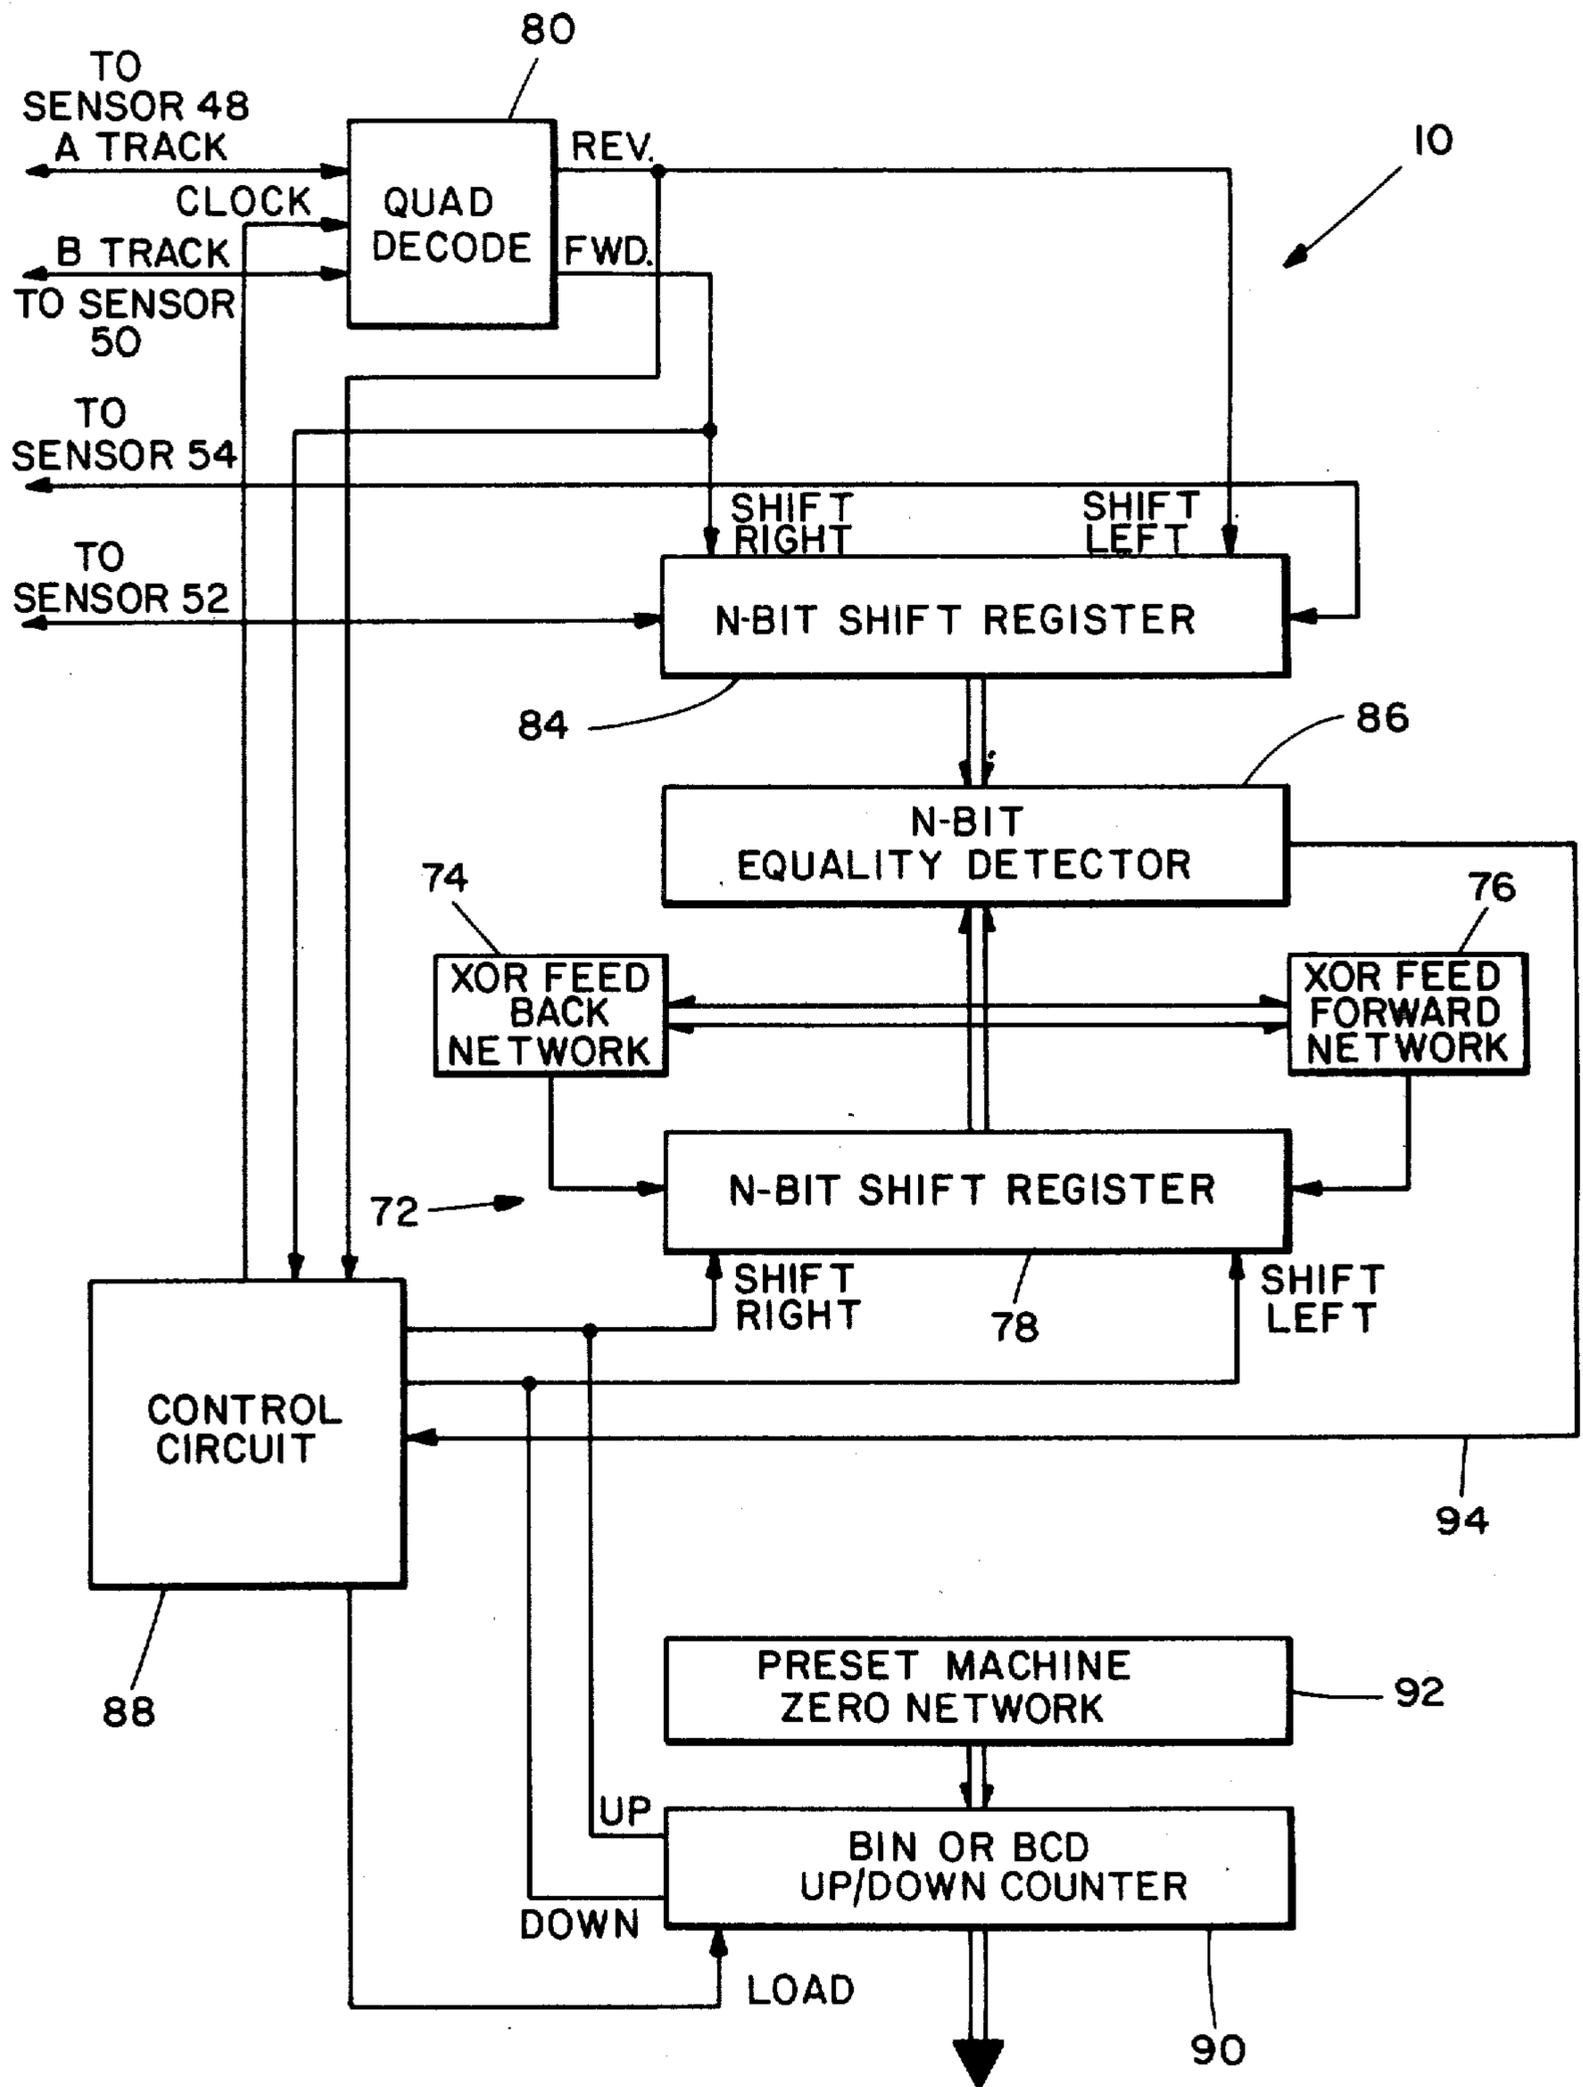 80
TO
SENSOR 48
A TRACK
REV.
10
CLOCK
QUAD
DECODE
B TRACK
FWD.
TO SENSOR
50
TO
SENSOR 54
SHIFT
RIGHT
SHIFT
LEFT
TO
SENSOR 52
N-BIT SHIFT REGISTER
84
86
N-BIT
EQUALITY DETECTOR
74
76
XOR FEED
BACK
NETWORK
XOR FEED
FORWARD
NETWORK
N-BIT SHIFT REGISTER
72
SHIFT
RIGHT
78
SHIFT
LEFT
CONTROL
CIRCUIT
94
88
PRESET MACHINE
ZERO NETWORK
92
UP
BIN OR BCD
UP/DOWN COUNTER
DOWN
LOAD
90